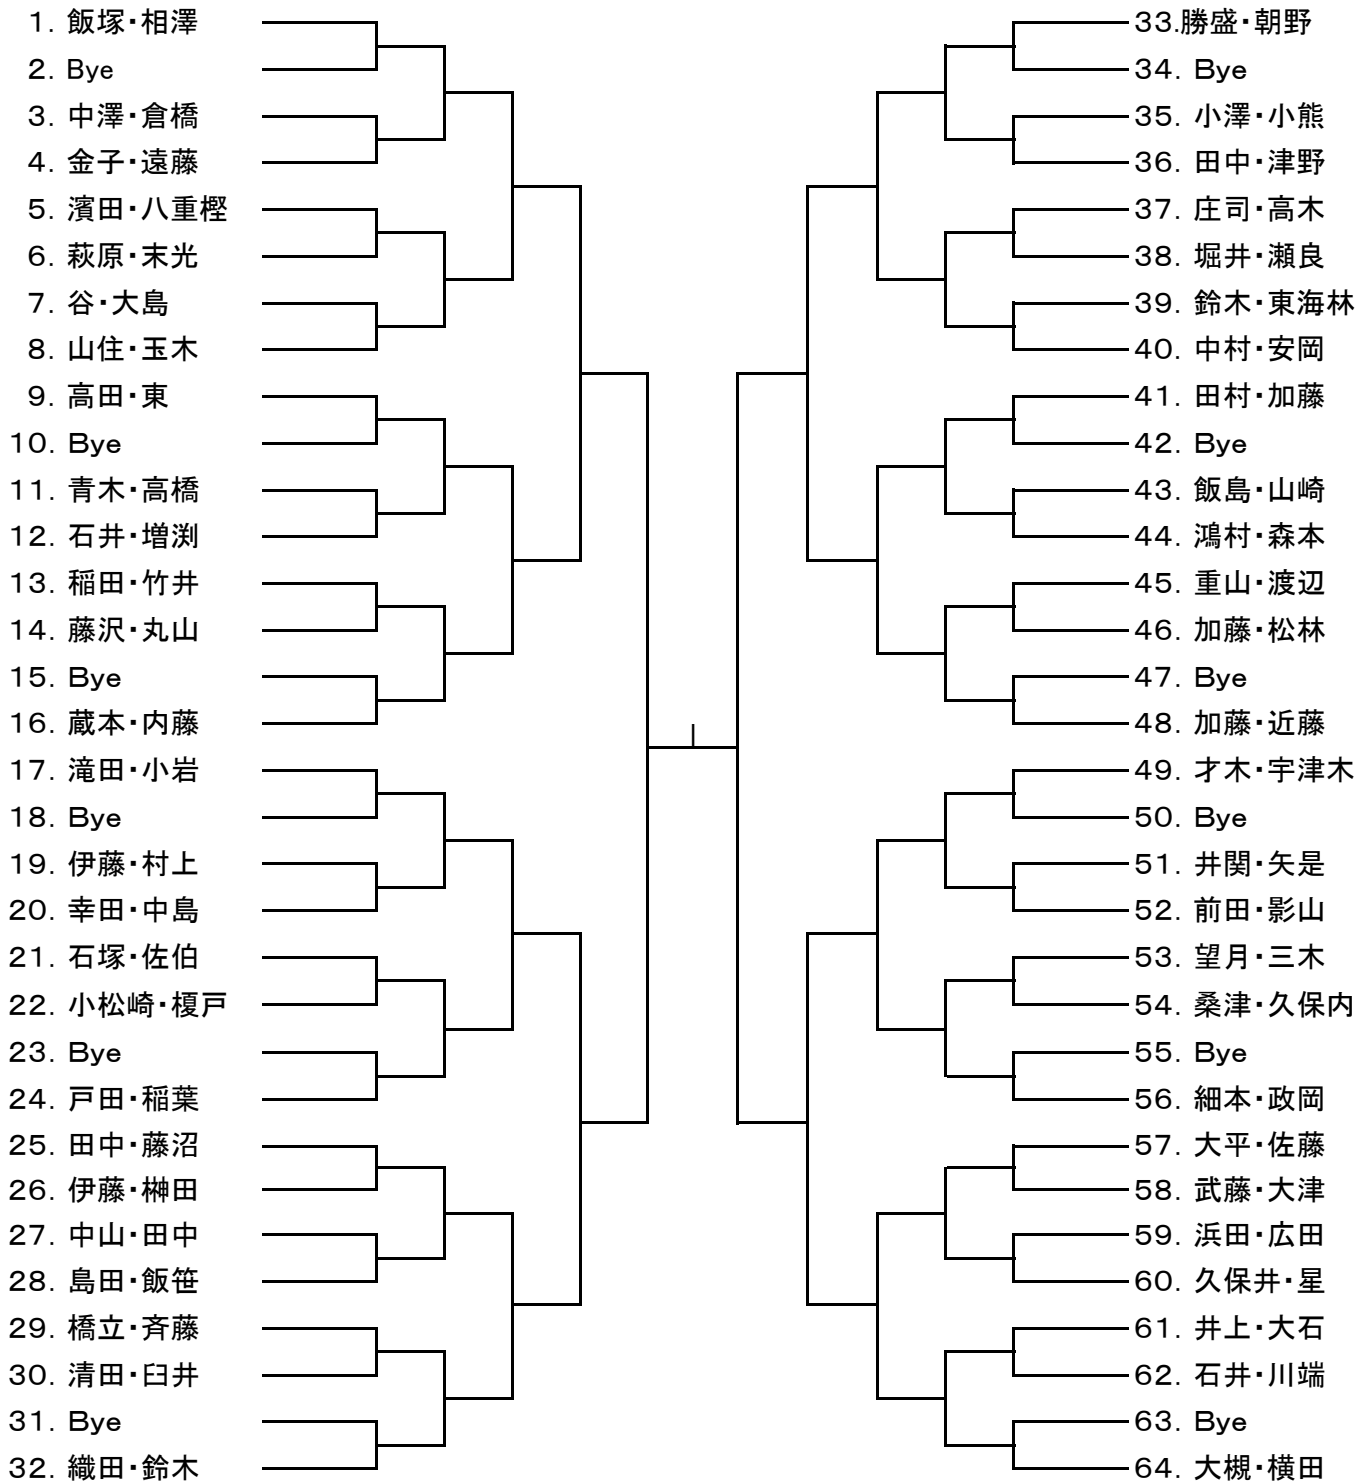 1. 飯塚・相澤
2. Bye
3. 中澤・倉橋
4. 金子・遠藤
5. 濱田・八重樫
6. 萩原・末光
7. 谷・大島
8. 山住・玉木
9. 高田・東
10. Bye
11. 青木・高橋
12. 石井・増渕
13. 稲田・竹井
14. 藤沢・丸山
15. Bye
16. 蔵本・内藤
17. 滝田・小岩
18. Bye
19. 伊藤・村上
20. 幸田・中島
21. 石塚・佐伯
22. 小松崎・榎戸
23. Bye
24. 戸田・稲葉
25. 田中・藤沼
26. 伊藤・榊田
27. 中山・田中
28. 島田・飯笹
29. 橋立・斉藤
30. 清田・臼井
31. Bye
32. 織田・鈴木
33.勝盛・朝野
34. Bye
35. 小澤・小熊
36. 田中・津野
37. 庄司・高木
38. 堀井・瀬良
39. 鈴木・東海林
40. 中村・安岡
41. 田村・加藤
42. Bye
43. 飯島・山崎
44. 鴻村・森本
45. 重山・渡辺
46. 加藤・松林
47. Bye
48. 加藤・近藤
49. 才木・宇津木
50. Bye
51. 井関・矢是
52. 前田・影山
53. 望月・三木
54. 桑津・久保内
55. Bye
56. 細本・政岡
57. 大平・佐藤
58. 武藤・大津
59. 浜田・広田
60. 久保井・星
61. 井上・大石
62. 石井・川端
63. Bye
64. 大槻・横田